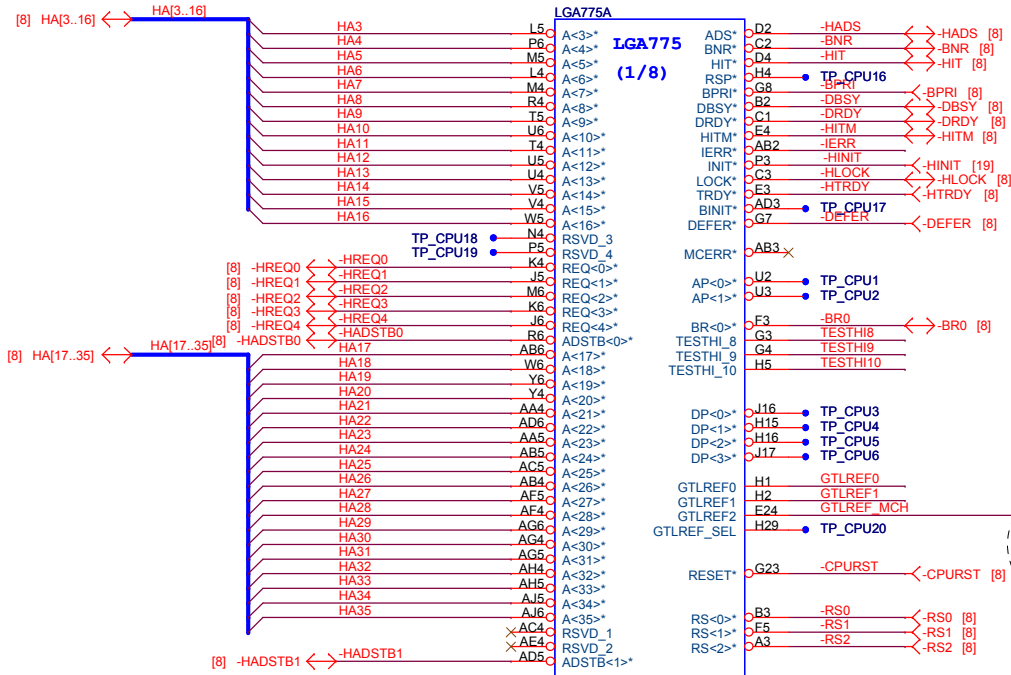 LGA775A
LGA775
(1/8)
[8] HA[3..16] HA[3..16]
HA3 L5 A<3>* ADS* D2 -HADS -HADS [8]
HA4 P6 A<4>* BNR* C2 -BNR -BNR [8]
HA5 M5 A<5>* HIT* D4 -HIT -HIT [8]
HA6 L4 A<6>* RSP* H4 TP_CPU16
HA7 M4 A<7>* BPRI* G8 -BPRI -BPRI [8]
HA8 R4 A<8>* DBSY* B2 -DBSY -DBSY [8]
HA9 T5 A<9>* DRDY* C1 -DRDY -DRDY [8]
HA10 U6 A<10>* HITM* E4 -HITM -HITM [8]
HA11 T4 A<11>* IERR* AB2 -IERR
HA12 U5 A<12>* INIT* P3 -HINIT -HINIT [19]
HA13 U4 A<13>* LOCK* C3 -HLOCK -HLOCK [8]
HA14 V5 A<14>* TRDY* E3 -HTRDY -HTRDY [8]
HA15 V4 A<15>* BINIT* AD3 TP_CPU17
HA16 W5 A<16>* DEFER* G7 -DEFER -DEFER [8]
TP_CPU18 N4 RSVD_3
TP_CPU19 P5 RSVD_4 MCERR* AB3
[8] -HREQ0 -HREQ0 K4 REQ<0>*
[8] -HREQ1 -HREQ1 J5 REQ<1>* AP<0>* U2 TP_CPU1
[8] -HREQ2 -HREQ2 M6 REQ<2>* AP<1>* U3 TP_CPU2
[8] -HREQ3 -HREQ3 K6 REQ<3>*
[8] -HREQ4 -HREQ4 J6 REQ<4>* BR<0>* F3 -BR0 -BR0 [8]
[8] -HADSTB0 -HADSTB0 R6 ADSTB<0>* TESTHI_8 G3 TESTHI8
[8] HA[17..35] HA[17..35]
HA17 AB6 A<17>* TESTHI_9 G4 TESTHI9
HA18 W6 A<18>* TESTHI_10 H5 TESTHI10
HA19 Y6 A<19>*
HA20 Y4 A<20>*
HA21 AA4 A<21>* DP<0>* J16 TP_CPU3
HA22 AD6 A<22>* DP<1>* H15 TP_CPU4
HA23 AA5 A<23>* DP<2>* H16 TP_CPU5
HA24 AB5 A<24>* DP<3>* J17 TP_CPU6
HA25 AC5 A<25>*
HA26 AB4 A<26>* GTLREF0 H1 GTLREF0
HA27 AF5 A<27>* GTLREF1 H2 GTLREF1
HA28 AF4 A<28>* GTLREF2 E24 GTLREF_MCH
HA29 AG6 A<29>* GTLREF_SEL H29 TP_CPU20
HA30 AG4 A<30>*
HA31 AG5 A<31>*
HA32 AH4 A<32>* RESET* G23 -CPURST -CPURST [8]
HA33 AH5 A<33>*
HA34 AJ5 A<34>*
HA35 AJ6 A<35>* RS<0>* B3 -RS0 -RS0 [8]
AC4 RSVD_1 RS<1>* F5 -RS1 -RS1 [8]
AE4 RSVD_2 RS<2>* A3 -RS2 -RS2 [8]
[8] -HADSTB1 -HADSTB1 AD5 ADSTB<1>*